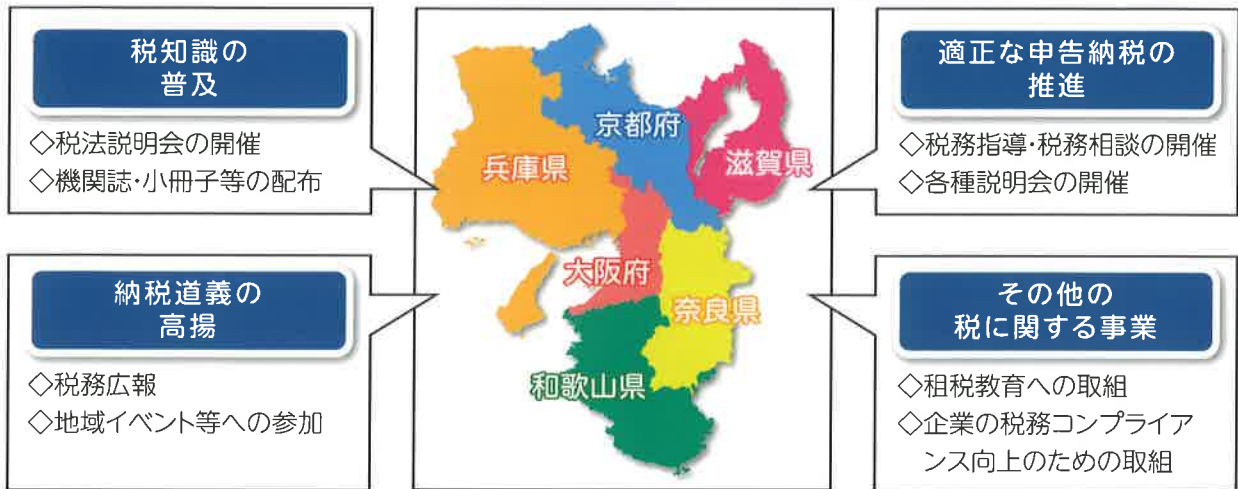 税知識の
普及
◇税法説明会の開催
◇機関誌・小冊子等の配布
納税道義の
高揚
◇税務広報
◇地域イベント等への参加
京都府
兵庫県
滋賀県
大阪府
奈良県
和歌山県
適正な申告納税の
推進
◇税務指導・税務相談の開催
◇各種説明会の開催
その他の
税に関する事業
◇租税教育への取組
◇企業の税務コンプライア
ンス向上のための取組